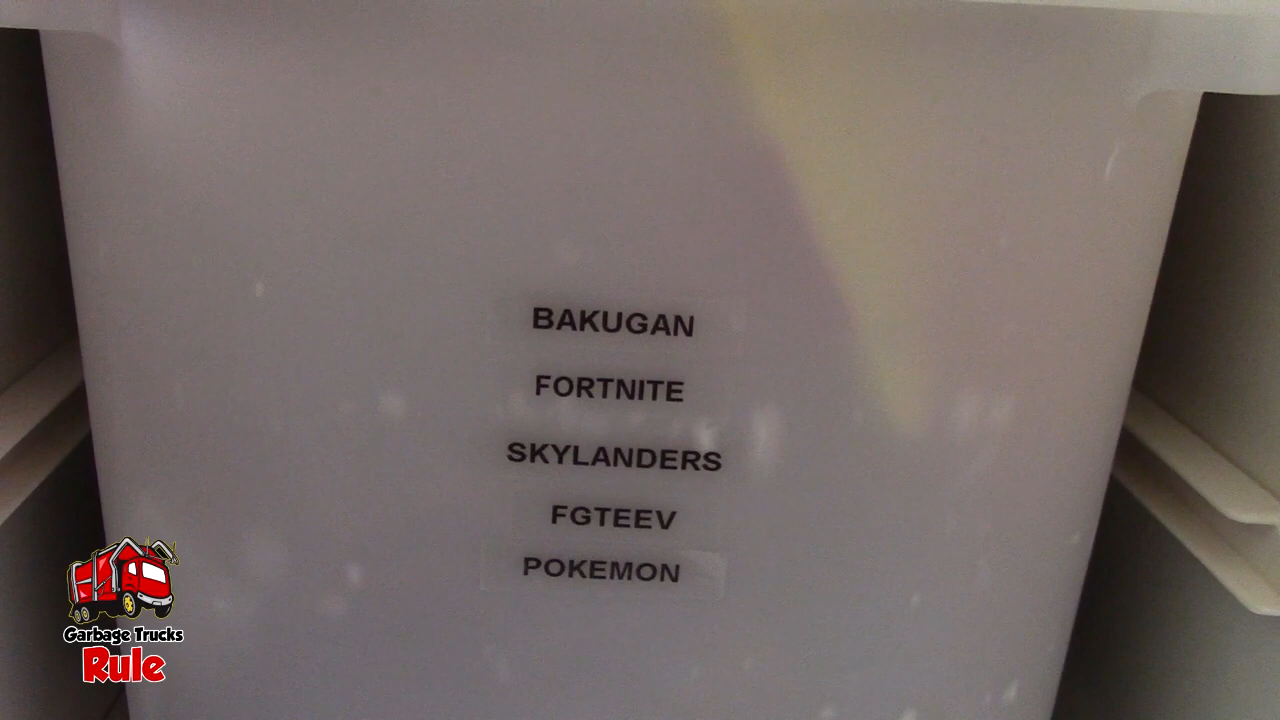 BAKUGAN
FORTNITE
SKYLANDERS
FGTEEV
POKEMON
Garbage Trucks
Rule